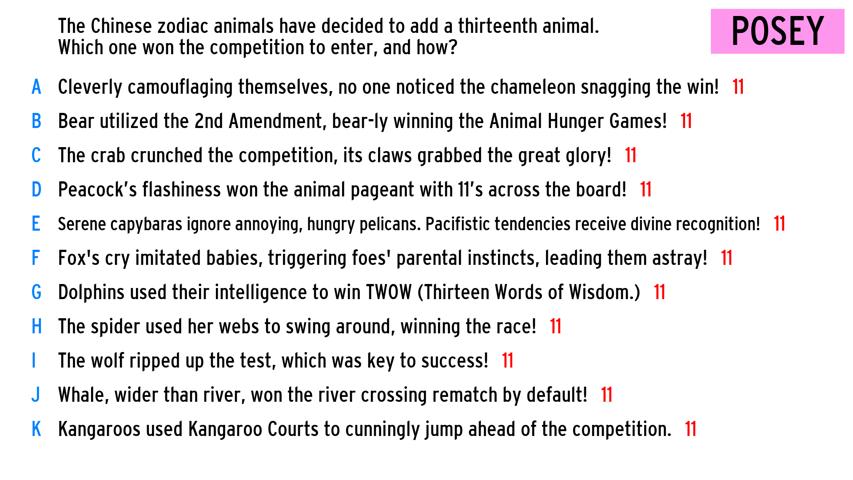 The Chinese zodiac animals have decided to add a thirteenth animal.
Which one won the competition to enter, and how?
POSEY
A Cleverly camouflaging themselves, no one noticed the chameleon snagging the win! 11
B Bear utilized the 2nd Amendment, bear-ly winning the Animal Hunger Games! 11
C The crab crunched the competition, its claws grabbed the great glory! 11
D Peacock's flashiness won the animal pageant with 11's across the board! 11
E Serene capybaras ignore annoying, hungry pelicans. Pacifistic tendencies receive divine recognition! 11
F Fox's cry imitated babies, triggering foes' parental instincts, leading them astray! 11
G Dolphins used their intelligence to win TWOW (Thirteen Words of Wisdom.) 11
H The spider used her webs to swing around, winning the race! 11
I The wolf ripped up the test, which was key to success! 11
J Whale, wider than river, won the river crossing rematch by default! 11
K Kangaroos used Kangaroo Courts to cunningly jump ahead of the competition. 11